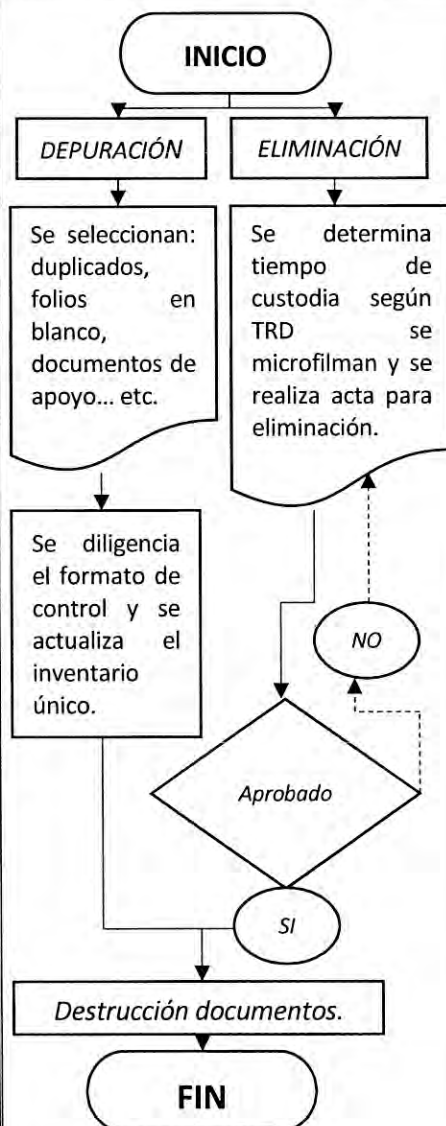 INICIO
DEPURACIÓN
ELIMINACIÓN
Se seleccionan:
duplicados,
folios en
blanco,
documentos de
apoyo... etc.
Se determina
tiempo de
custodia según
TRD se
microfilman y se
realiza acta para
eliminación.
Se diligencia
el formato de
control y se
actualiza el
inventario
único.
NO
Aprobado
SI
Destrucción documentos.
FIN